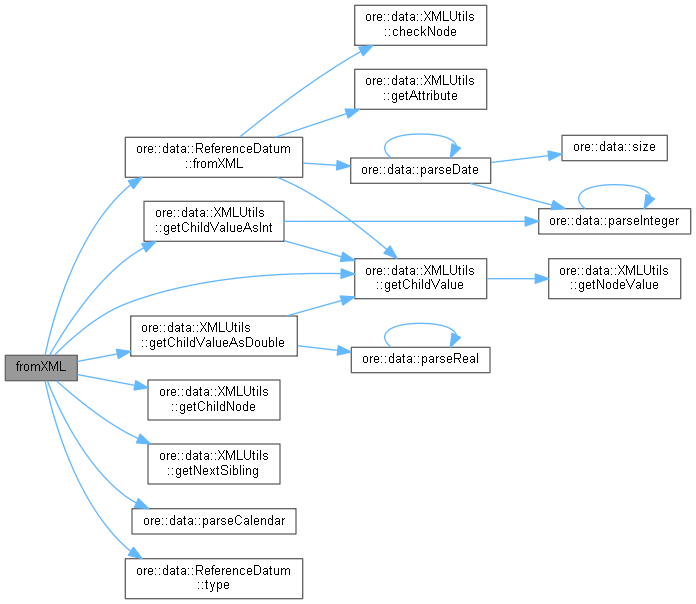 ore::data::XMLUtils
::checkNode
ore::data::XMLUtils
::getAttribute
ore::data::ReferenceDatum
::fromXML
ore::data::parseDate
ore::data::size
ore::data::XMLUtils
::getChildValueAsInt
ore::data::parseInteger
ore::data::XMLUtils
::getChildValue
ore::data::XMLUtils
::getNodeValue
ore::data::XMLUtils
::getChildValueAsDouble
ore::data::parseReal
fromXML
ore::data::XMLUtils
::getChildNode
ore::data::XMLUtils
::getNextSibling
ore::data::parseCalendar
ore::data::ReferenceDatum
::type